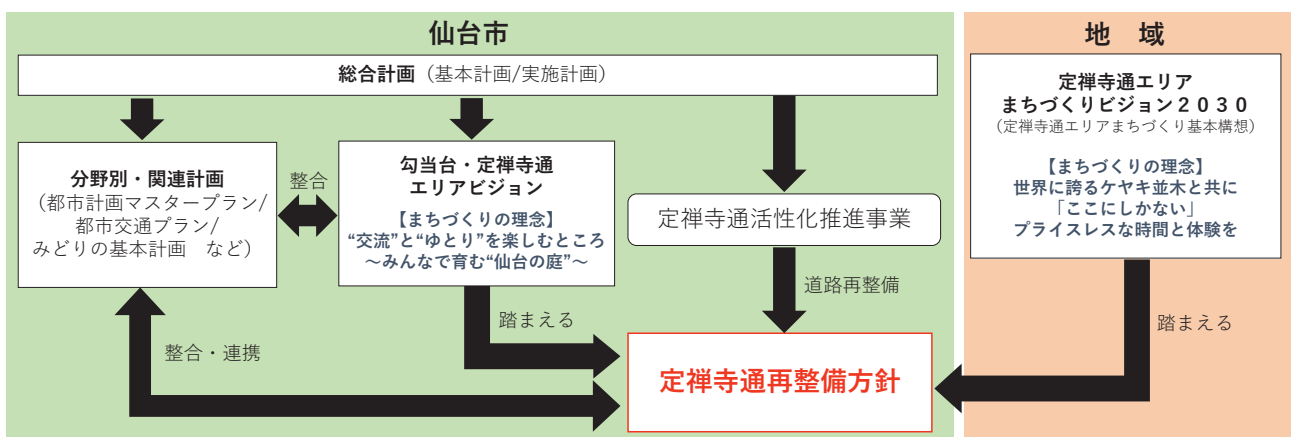 仙台市
総合計画（基本計画/実施計画）
分野別・関連計画
（都市計画マスタープラン/
都市交通プラン/
みどりの基本計画　など）
整合
勾当台・定禅寺通
エリアビジョン
【まちづくりの理念】
“交流”と“ゆとり”を楽しむところ
～みんなで育む“仙台の庭”～
定禅寺通活性化推進事業
道路再整備
踏まえる
整合・連携
定禅寺通再整備方針
地　域
定禅寺通エリア
まちづくりビジョン２０３０
（定禅寺通エリアまちづくり基本構想）
【まちづくりの理念】
世界に誇るケヤキ並木と共に
「ここにしかない」
プライスレスな時間と体験を
踏まえる